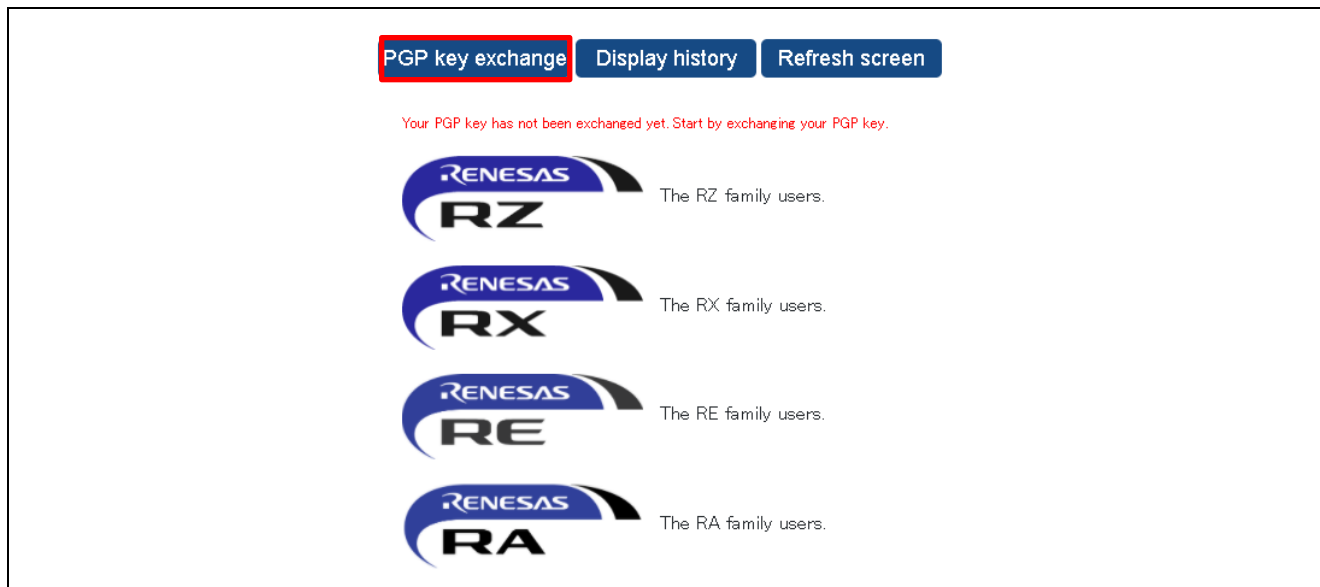 PGP key exchange Display history Refresh screen
Your PGP key has not been exchanged yet. Start by exchanging your PGP key.
RENESAS
RZ
The RZ family users.
RENESAS
RX
The RX family users.
RENESAS
RE
The RE family users.
RENESAS
RA
The RA family users.